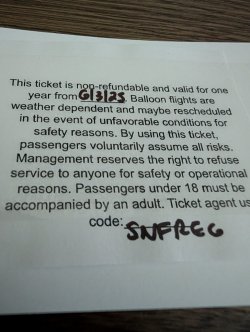 This ticket is non-refundable and valid for one
year from 6/3/25. Balloon flights are
weather dependent and maybe rescheduled
in the event of unfavorable conditions for
safety reasons. By using this ticket,
passengers voluntarily assume all risks.
Management reserves the right to refuse
service to anyone for safety or operational
reasons. Passengers under 18 must be
accompanied by an adult. Ticket agent us
code: SNFREG